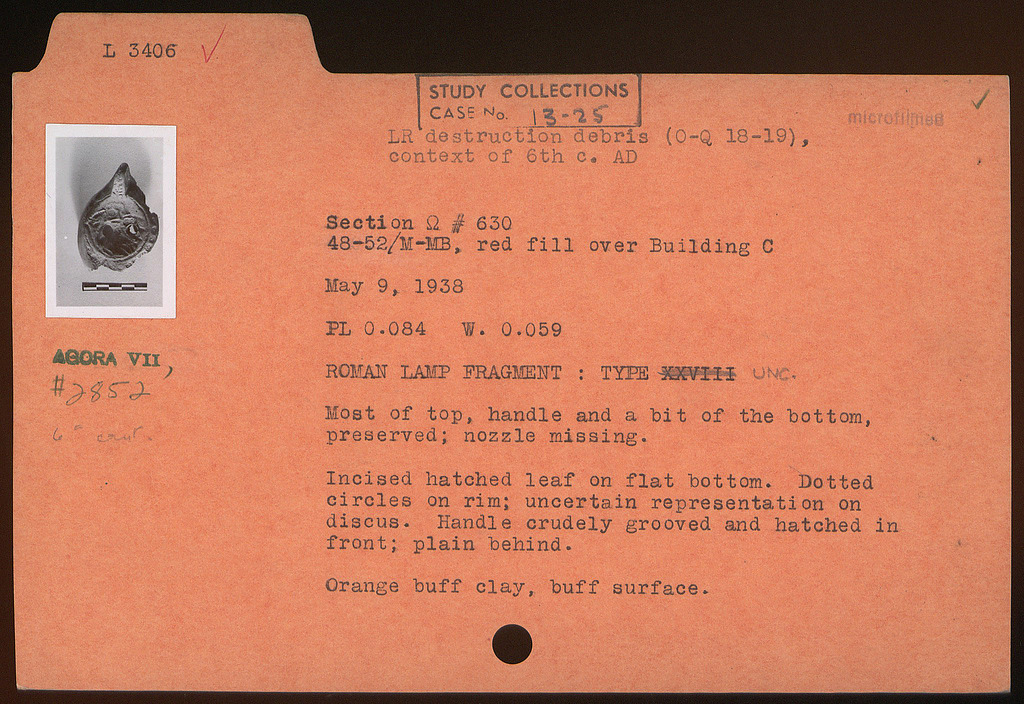 L 3406 ✓
STUDY COLLECTIONS
CASE No. 13-25
microfilmed
LR destruction debris (O-Q 18-19),
context of 6th c. AD
Section Ω # 630
48-52/M-MB, red fill over Building C
May 9, 1938
PL 0.084 W. 0.059
AGORA VII,
#2852
6" cent.
ROMAN LAMP FRAGMENT : TYPE XXVIII UNC.
Most of top, handle and a bit of the bottom,
preserved; nozzle missing.
Incised hatched leaf on flat bottom. Dotted
circles on rim; uncertain representation on
discus. Handle crudely grooved and hatched in
front; plain behind.
Orange buff clay, buff surface.